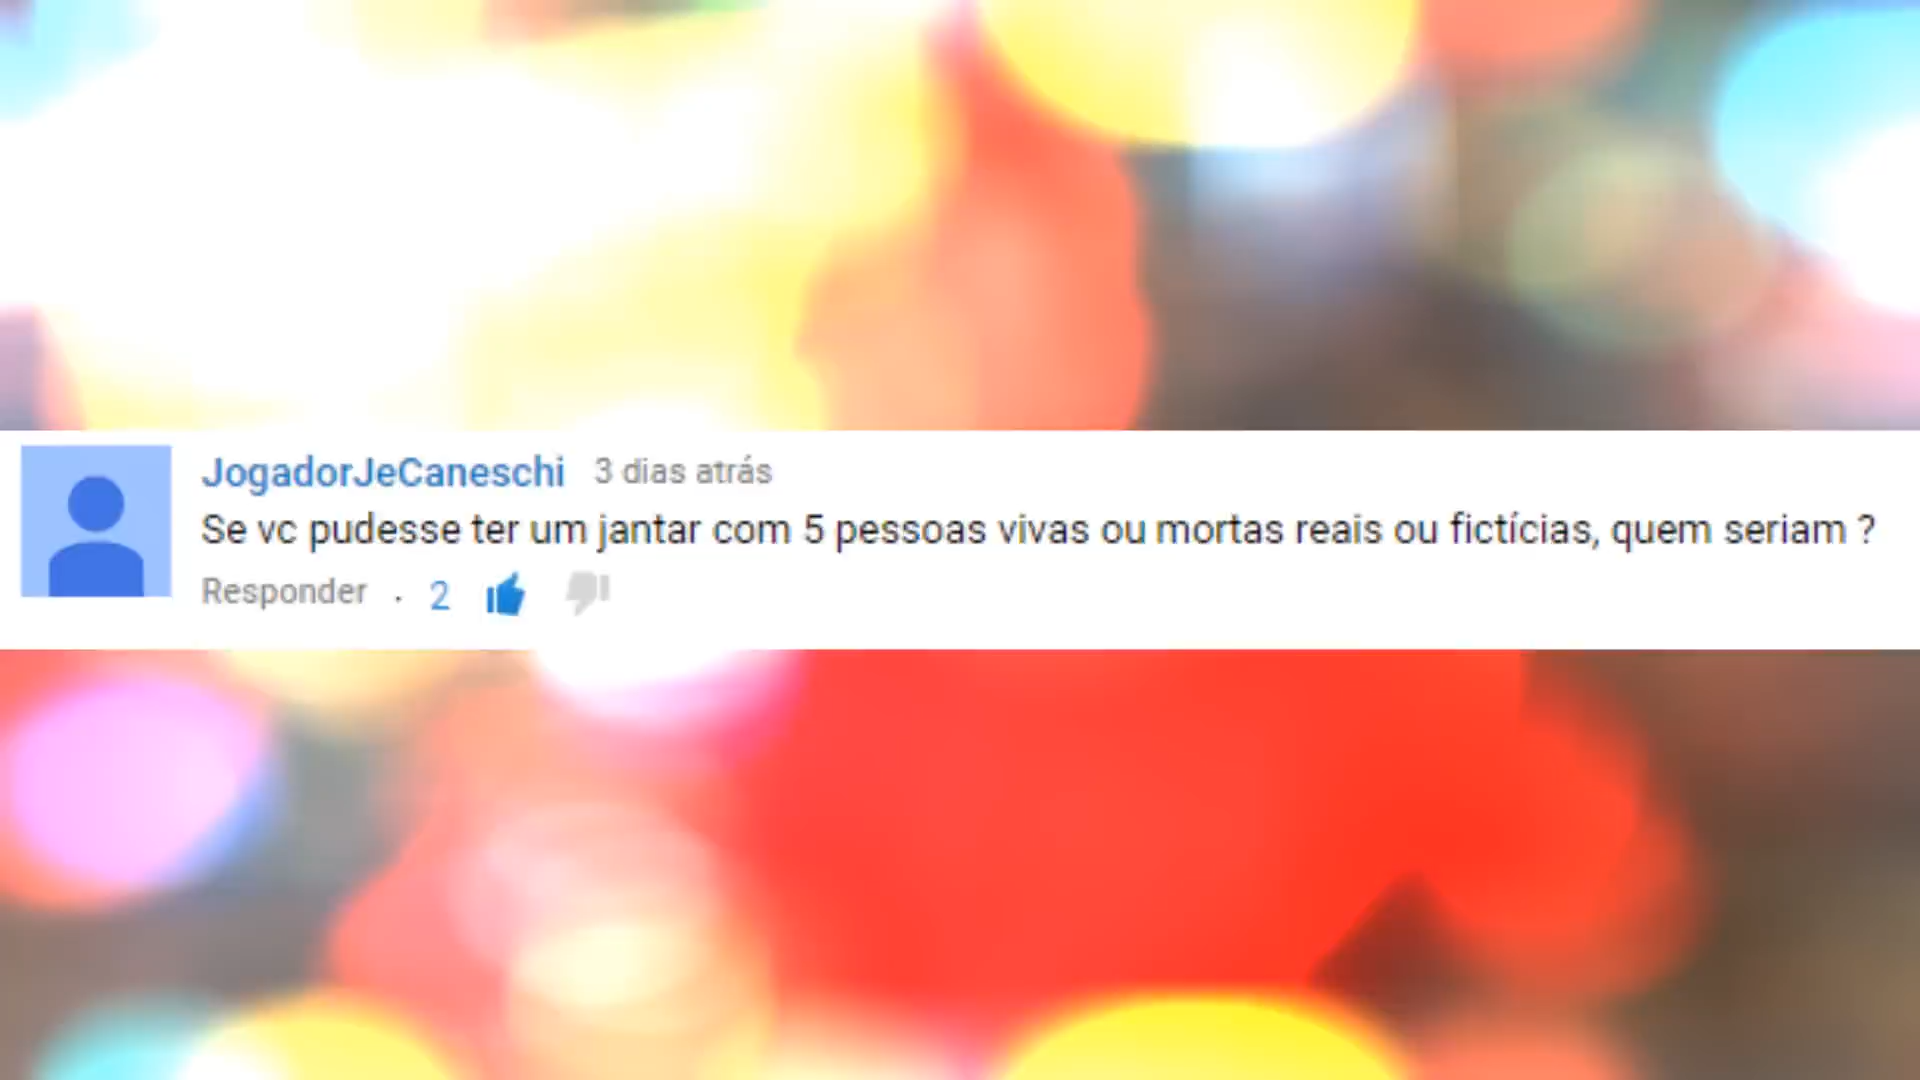 JogadorJeCaneschi 3 dias atrás
Se vc pudesse ter um jantar com 5 pessoas vivas ou mortas reais ou fictícias, quem seriam ?
Responder . 2